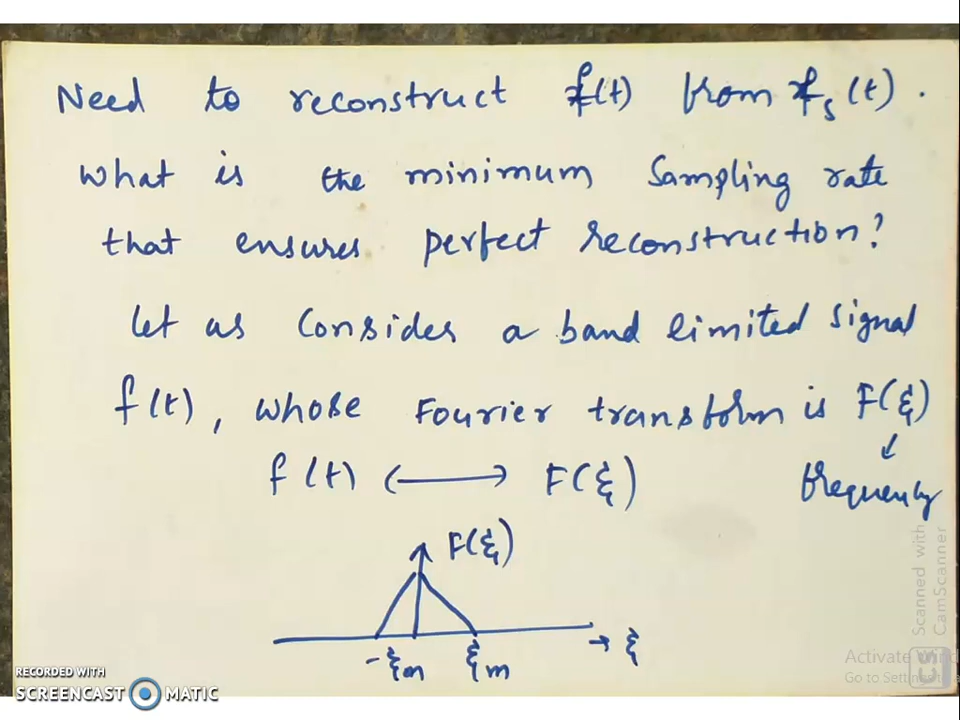 Need to reconstruct f(t) from fs(t).
What is the minimum sampling rate
that ensures perfect reconstruction?
Let us consider a band limited signal
f(t), whose Fourier transform is F(ξ)
↓
frequency
f(t) ⟷ F(ξ)
F(ξ)
→ ξ
-ξm ξm
RECORDED WITH
SCREENCAST MATIC
Scanned with
CamScanner
CS
Activate Wind
Go to Settings